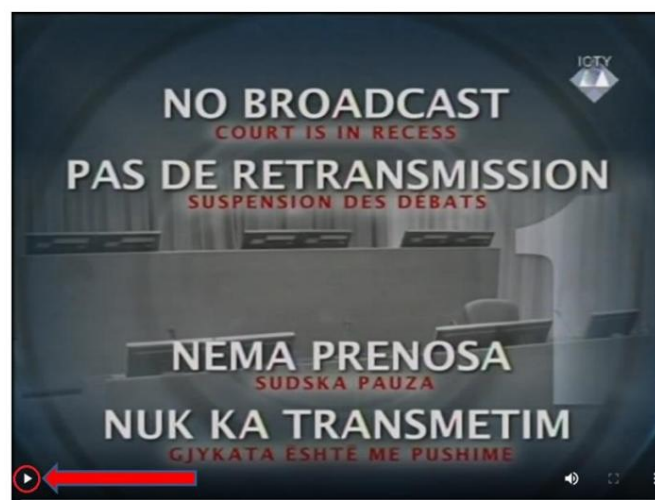 ICTY
NO BROADCAST
COURT IS IN RECESS
PAS DE RETRANSMISSION
SUSPENSION DES DÉBATS
NEMA PRENOSA
SUDSKA PAUZA
NUK KA TRANSMETIM
GJYKATA ËSHTË ME PUSHIME